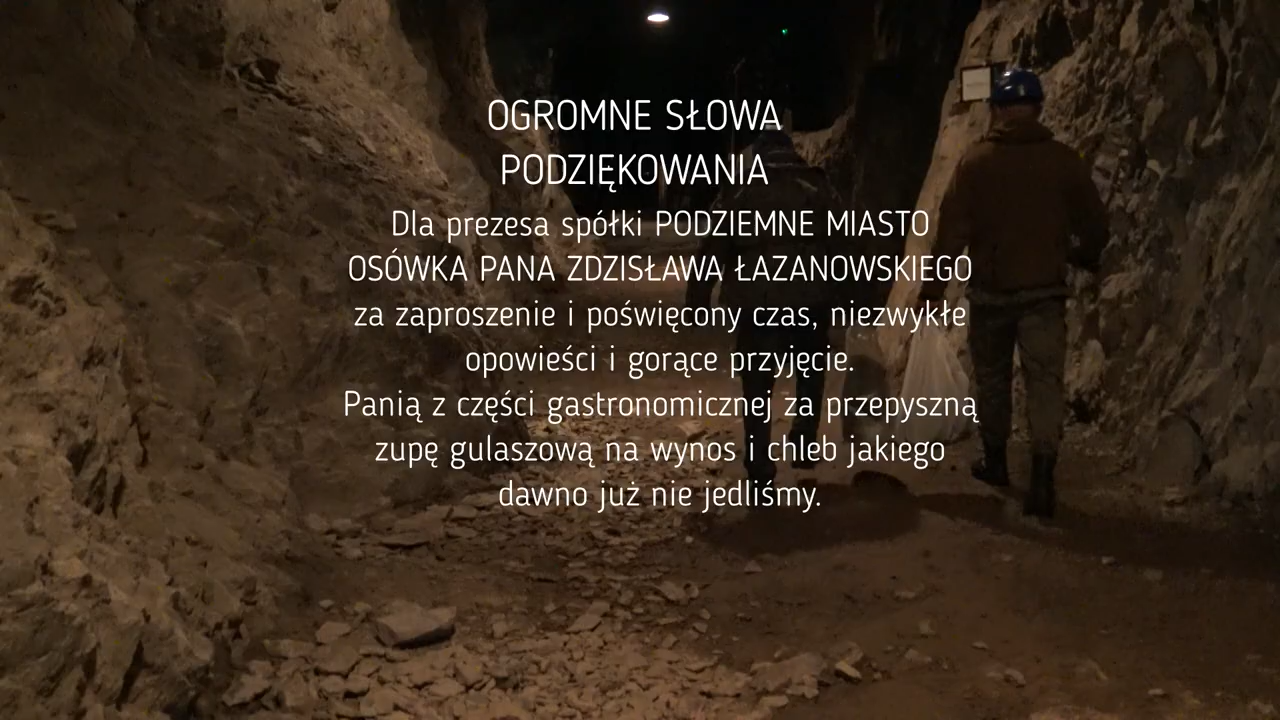 OGROMNE SŁOWA
PODZIĘKOWANIA
Dla prezesa spółki PODZIEMNE MIASTO
OSÓWKA PANA ZDZISŁAWA ŁAZANOWSKIEGO
za zaproszenie i poświęcony czas, niezwykłe
opowieści i gorące przyjęcie.
Panią z części gastronomicznej za przepyszną
zupę gulaszową na wynos i chleb jakiego
dawno już nie jedliśmy.